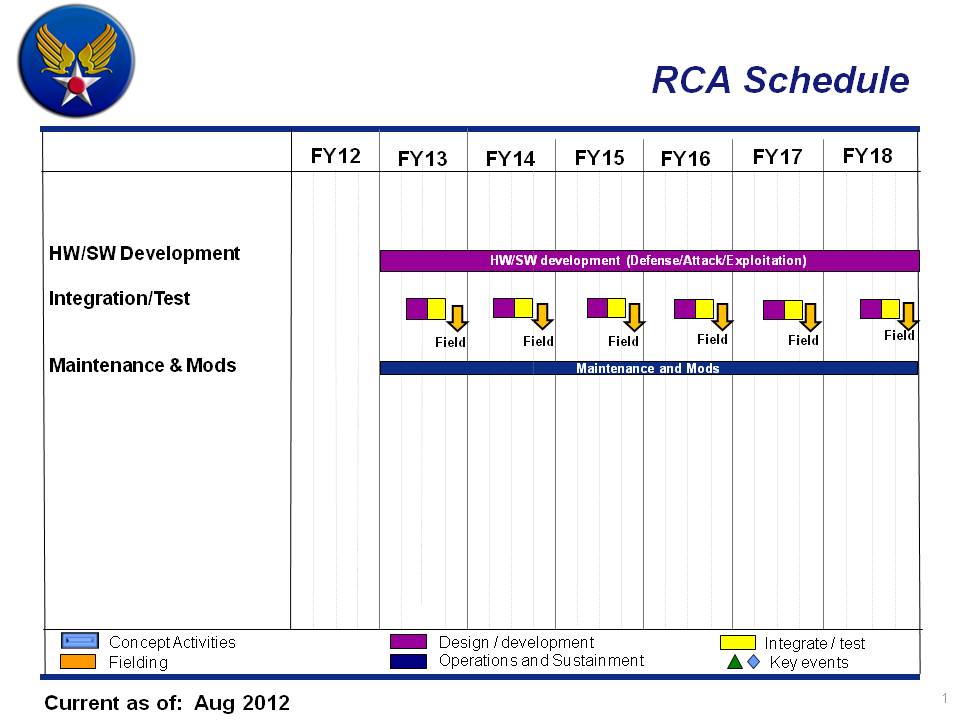 RCA Schedule
FY12 FY13 FY14 FY15 FY16 FY17 FY18
HW/SW Development
HW/SW development (Defense/Attack/Exploitation)
Integration/Test
Field Field Field Field Field Field
Maintenance & Mods
Maintenance and Mods
Concept Activities Design / development Integrate / test
Fielding Operations and Sustainment Key events
Current as of: Aug 2012
1